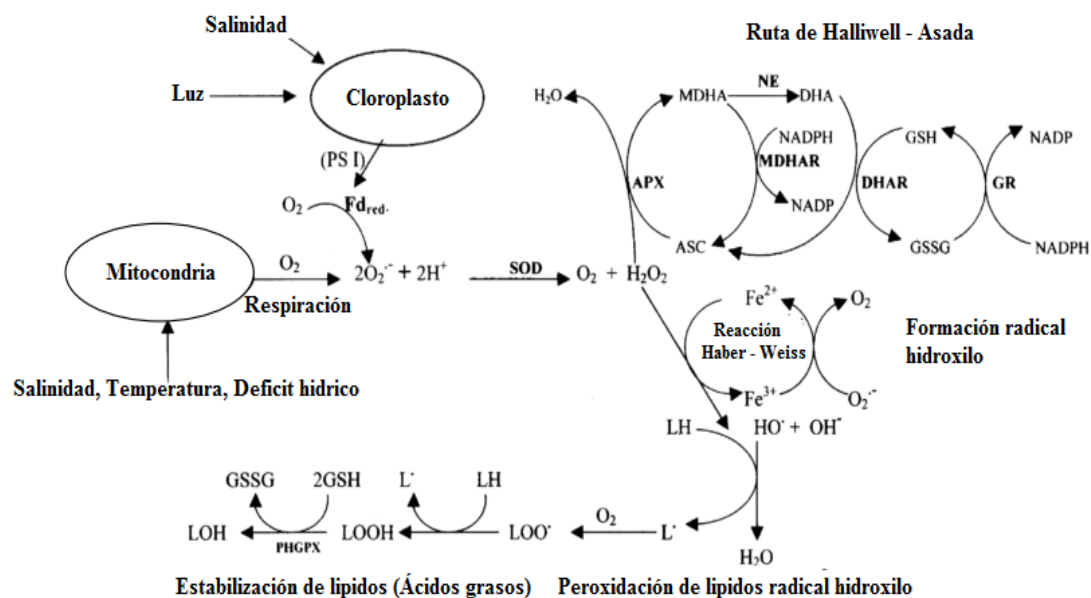 Salinidad
Ruta de Halliwell - Asada
Luz
Cloroplasto
H₂O
MDHA
NE
DHA
NADPH
GSH
NADP
(PS I)
APX
MDHAR
DHAR
GR
O₂
Fd red.
NADP
ASC
GSSG
NADPH
Mitocondria
O₂
2O₂·⁻ + 2H⁺
SOD
O₂ + H₂O₂
Respiración
Fe²⁺
O₂
Reacción
Haber - Weiss
Formación radical
hidroxilo
Salinidad, Temperatura, Deficit hidrico
Fe³⁺
O₂·⁻
LH
HO· + OH⁻
GSSG
2GSH
L·
LH
LOH
PHGPX
LOOH
LOO·
O₂
L·
H₂O
Estabilización de lipidos (Ácidos grasos)
Peroxidación de lipidos radical hidroxilo